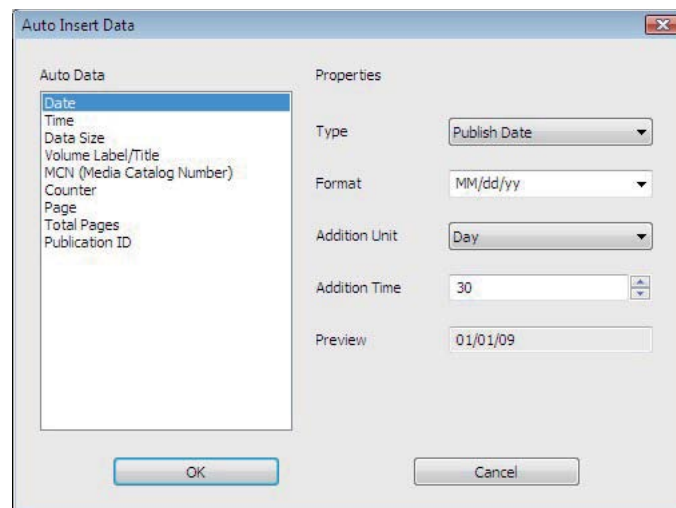 Auto Insert Data
Auto Data
Date
Time
Data Size
Volume Label/Title
MCN (Media Catalog Number)
Counter
Page
Total Pages
Publication ID
Properties
Type Publish Date
Format MM/dd/yy
Addition Unit Day
Addition Time 30
Preview 01/01/09
OK Cancel